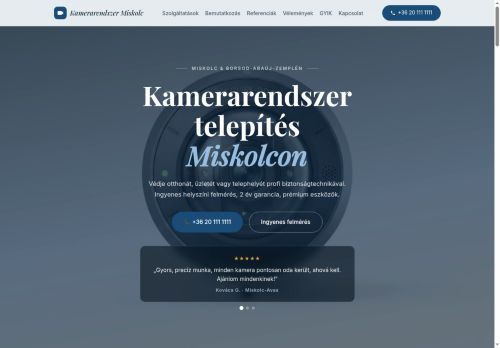 Kamerarendszer Miskolc
Szolgáltatások Bemutatkozás Referenciák Vélemények GYIK Kapcsolat
+36 20 111 1111
MISKOLC & BORSOD-ABAÚJ-ZEMPLÉN
Kamerarendszer
telepítés
Miskolcon
Védje otthonát, üzletét vagy telephelyét profi biztonságtechnikával.
Ingyenes helyszíni felmérés, 2 év garancia, prémium eszközök.
+36 20 111 1111 Ingyenes felmérés
★★★★★
„Gyors, precíz munka, minden kamera pontosan oda került, ahová kell.
Ajánlom mindenkinek!"
Kovács G. · Miskolc-Avas